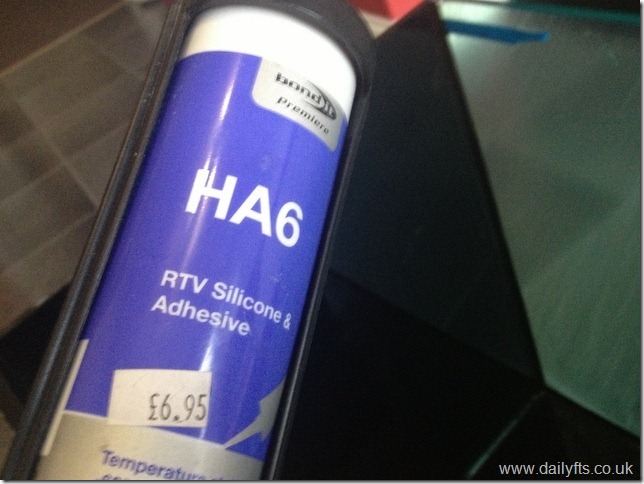 bond it
Premiere
HA6
RTV Silicone &
Adhesive
£6.95
Temperature
www.dailyfts.co.uk